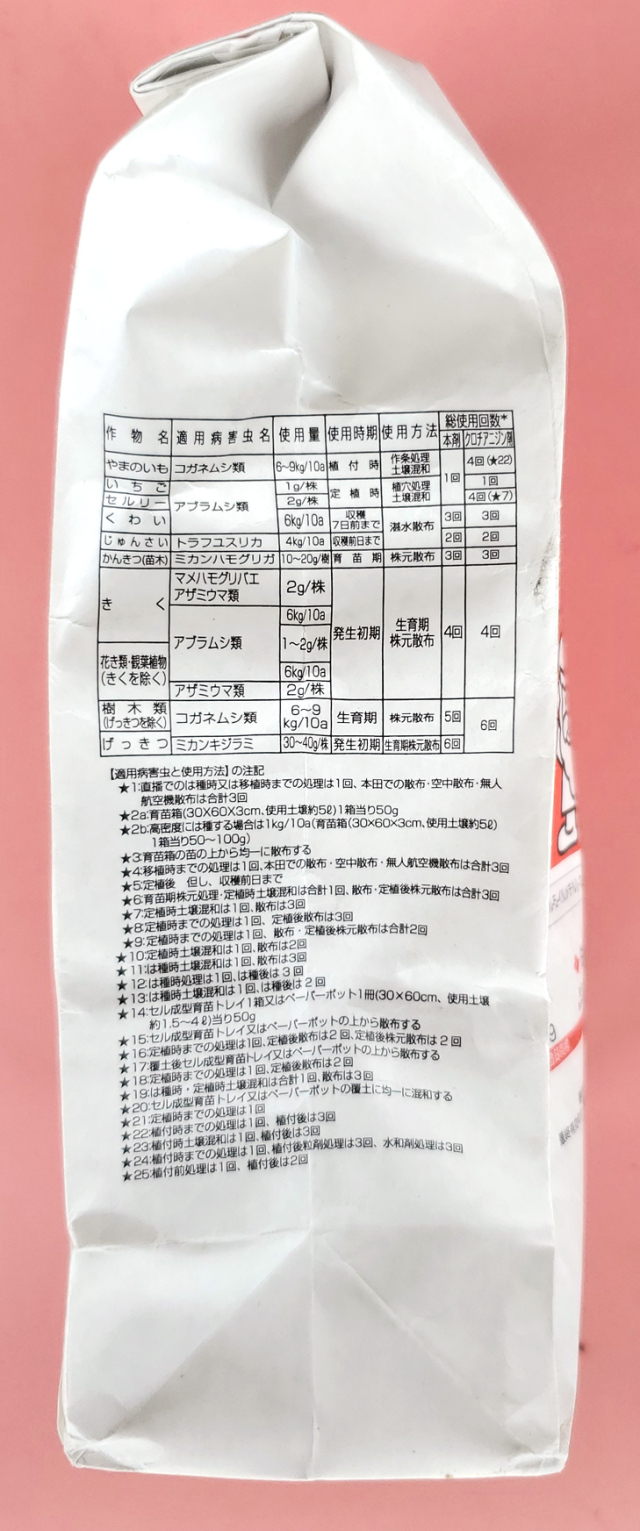 作物名 適用病害虫名 使用量 使用時期 使用方法 総使用回数*
本剤 クロチアニジン剤
やまのいも コガネムシ類 6~9kg/10a 植付時 作条処理 土壌混和 1回 4回(★22)
いちご アブラムシ類 1g/株 定植時 植穴処理 土壌混和 1回
セルリー 2g/株 4回(★7)
くわい 6kg/10a 収穫 7日前まで 湛水散布 3回 3回
じゅんさい トラフユスリカ 4kg/10a 収穫前日まで 2回 2回
かんきつ(苗木) ミカンハモグリガ 10~20g/樹 育苗期 株元散布 3回 3回
きく マメハモグリバエ アザミウマ類 2g/株 発生初期 生育期 株元散布 4回 4回
アブラムシ類 6kg/10a
1~2g/株
花き類・観葉植物 (きくを除く) 6kg/10a
アザミウマ類 2g/株
樹木類 (げっきつを除く) コガネムシ類 6~9 kg/10a 生育期 株元散布 5回 6回
げっきつ ミカンキジラミ 30~40g/株 発生初期 生育期株元散布 6回
【適用病害虫と使用方法】の注記
★1:直播でのは種時又は移植時までの処理は1回、本田での散布・空中散布・無人
航空機散布は合計3回
★2a:育苗箱(30X60X3cm、使用土壌約5ℓ)1箱当り50g
★2b:高密度には種する場合は1kg/10a(育苗箱(30×60×3cm、使用土壌約5ℓ)
1箱当り50~100g)
★3:育苗箱の苗の上から均一に散布する
★4:移植時までの処理は1回、本田での散布・空中散布・無人航空機散布は合計3回
★5:定植後 但し、収穫前日まで
★6:育苗期株元処理・定植時土壌混和は合計1回、散布・定植後株元散布は合計3回
★7:定植時土壌混和は1回、散布は3回
★8:定植時までの処理は1回、定植後散布は3回
★9:定植時までの処理は1回、散布・定植後株元散布は合計2回
★10:定植時土壌混和は1回、散布は2回
★11:は種時土壌混和は1回、散布は3回
★12:は種時処理は1回、は種後は3回
★13:は種時土壌混和は1回、は種後は2回
★14:セル成型育苗トレイ1箱又はペーパーポット1冊(30×60cm、使用土壌
約1.5~4ℓ)当り50g
★15:セル成型育苗トレイ又はペーパーポットの上から散布する
★16:定植時までの処理は1回、定植後散布は2回、定植後株元散布は2回
★17:覆土後セル成型育苗トレイ又はペーパーポットの上から散布する
★18:定植時までの処理は1回、定植後散布は2回
★19:は種時・定植時土壌混和は合計1回、散布は3回
★20:セル成型育苗トレイ又はペーパーポットの覆土に均一に混和する
★21:定植時までの処理は1回
★22:植付時までの処理は1回、植付後は3回
★23:植付時土壌混和は1回、植付後は3回
★24:植付時までの処理は1回、植付後粒剤処理は3回、水和剤処理は3回
★25:植付前処理は1回、植付後は2回